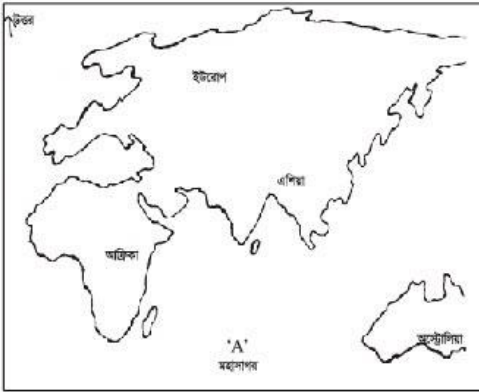 উত্তর
ইউরোপ
এশিয়া
আফ্রিকা
অস্ট্রেলিয়া
'A'
মহাসাগর